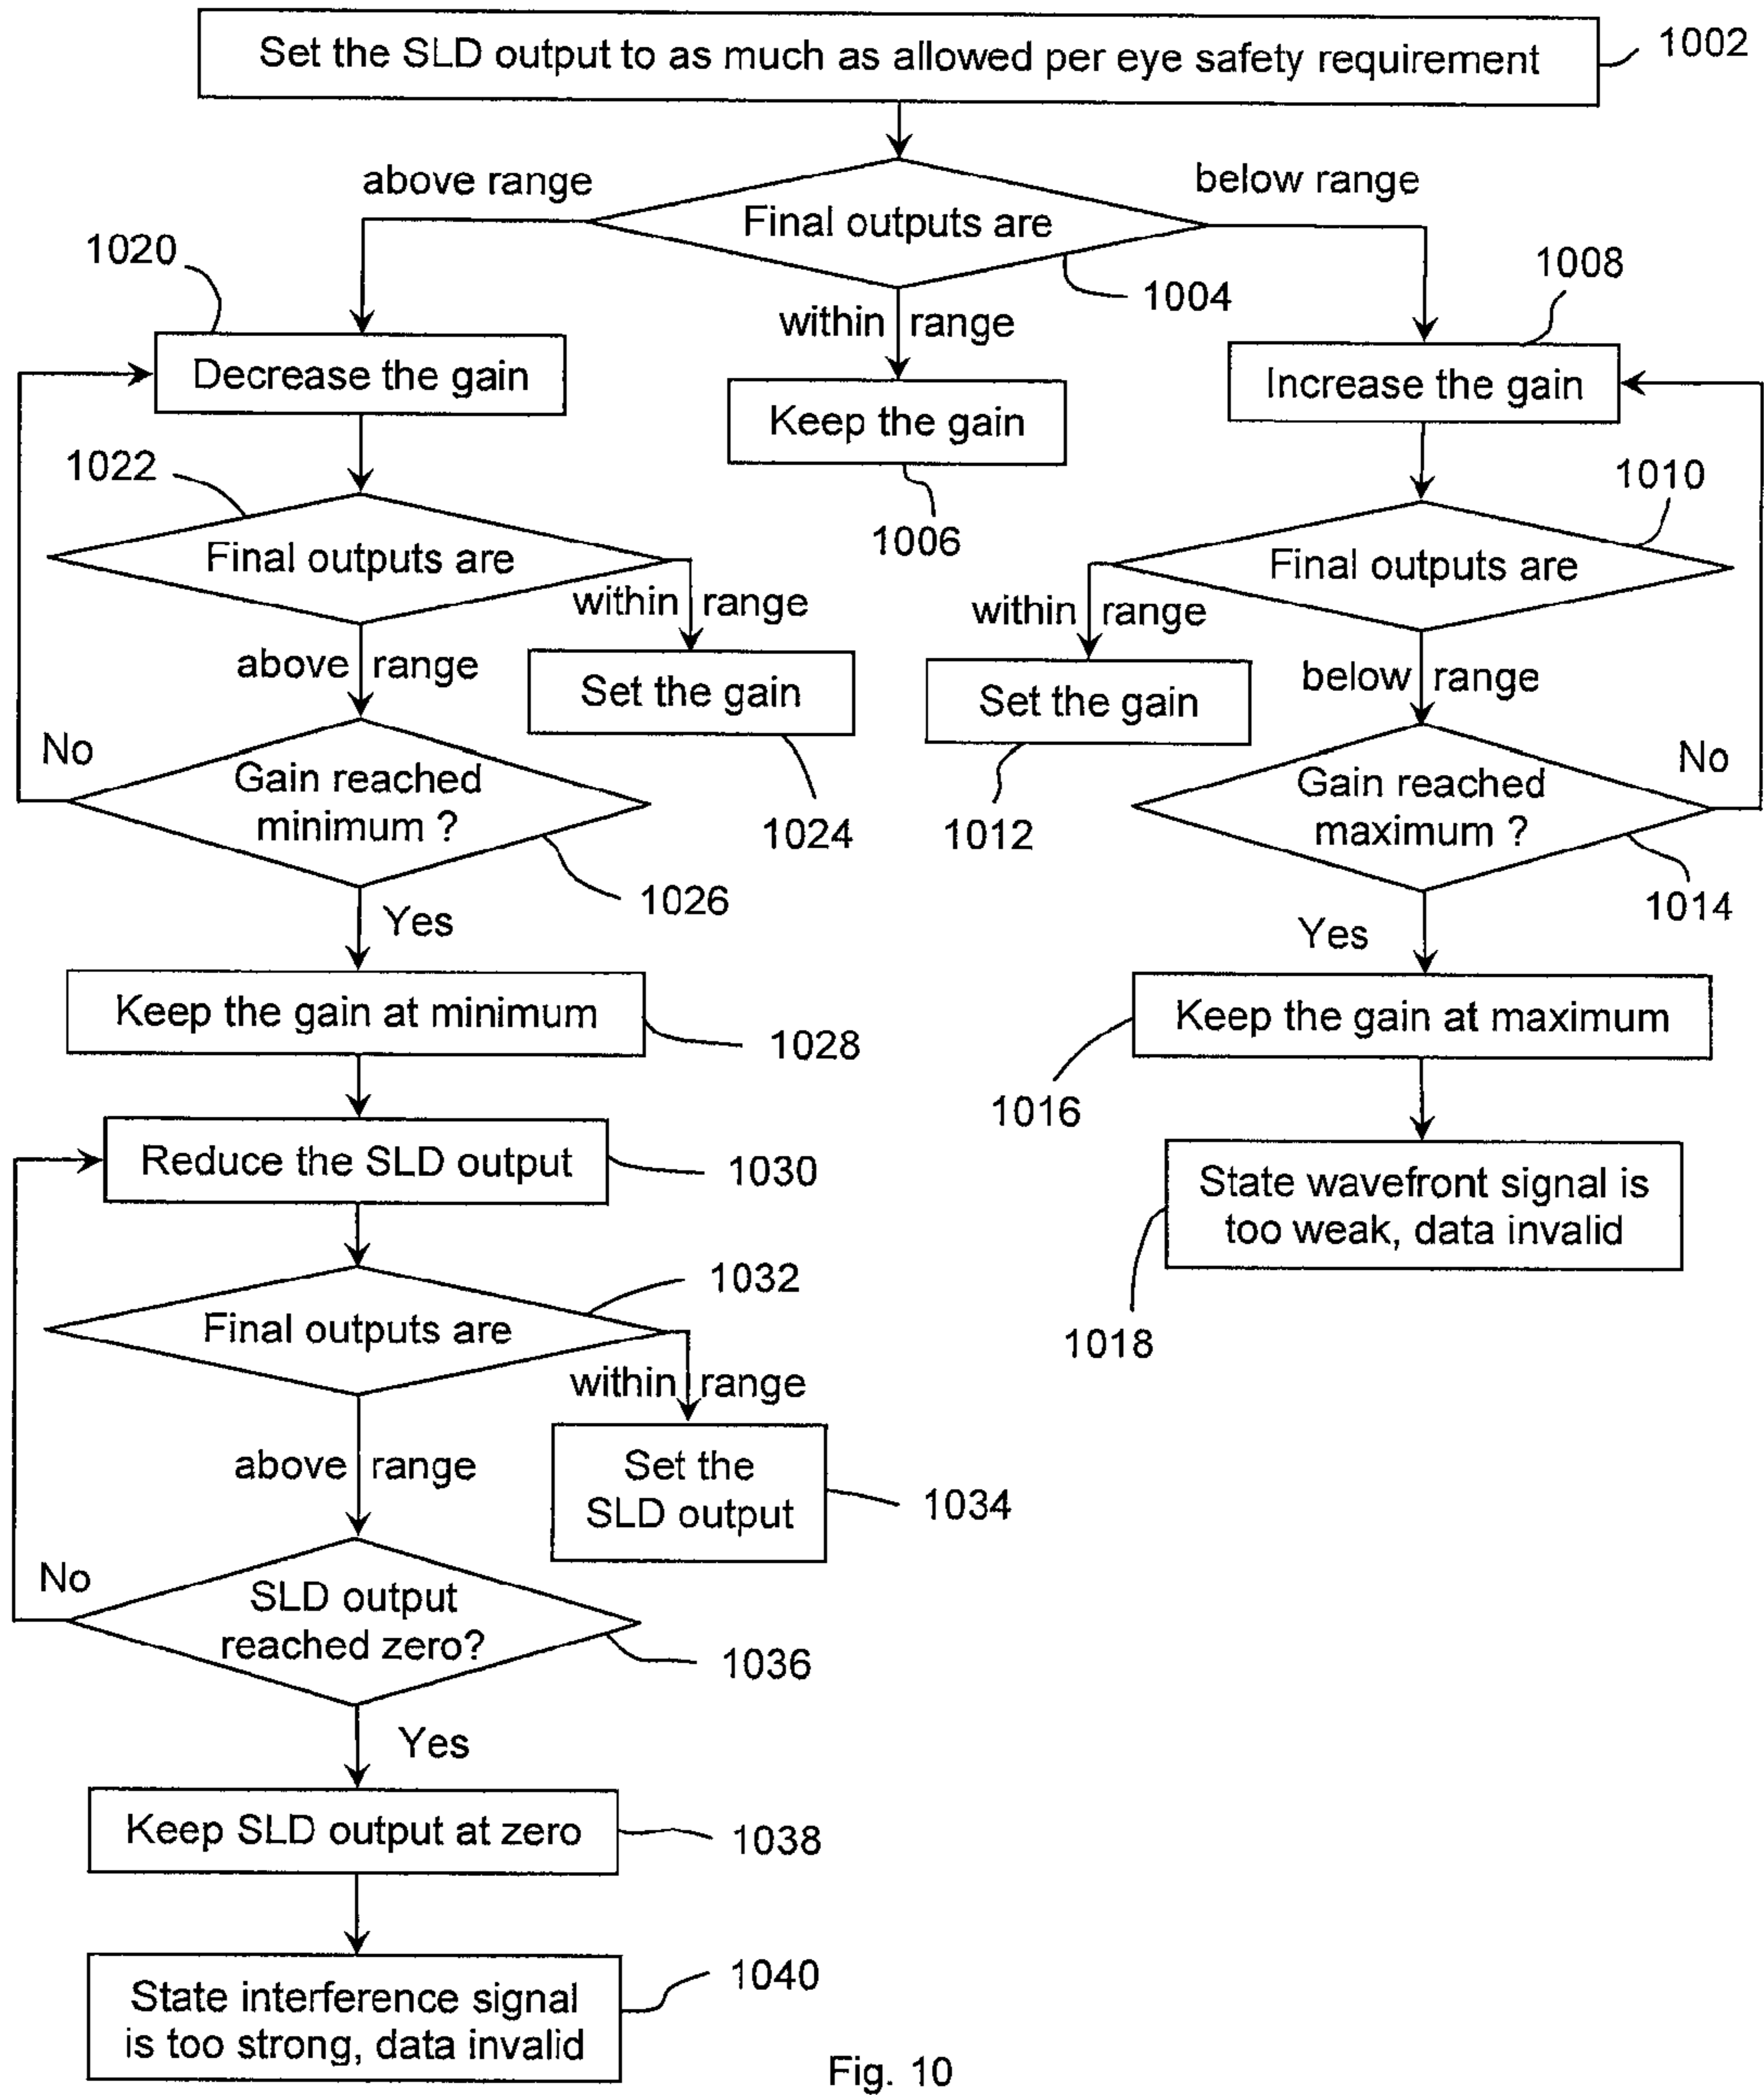 Set the SLD output to as much as allowed per eye safety requirement
1002
above range
below range
Final outputs are
1004
1020
1008
within range
Decrease the gain
Increase the gain
Keep the gain
1006
1022
1010
Final outputs are
Final outputs are
within range
within range
above range
below range
Set the gain
Set the gain
1024
1012
No
No
Gain reached
minimum ?
Gain reached
maximum ?
1026
1014
Yes
Yes
Keep the gain at minimum
1028
Keep the gain at maximum
1016
Reduce the SLD output
1030
State wavefront signal is
too weak, data invalid
1018
1032
Final outputs are
within range
above range
Set the
SLD output
1034
No
SLD output
reached zero?
1036
Yes
Keep SLD output at zero
1038
1040
State interference signal
is too strong, data invalid
Fig. 10